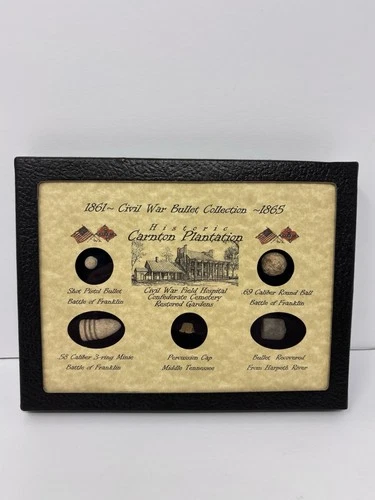 1861~ Civil War Bullet Collection ~1865
Historic
Carnton Plantation
Civil War Field Hospital
Confederate Cemetery
Restored Gardens
Shot Pistol Bullet
Battle of Franklin
.69 Caliber Round Ball
Battle of Franklin
.58 Caliber 3-ring Minie
Battle of Franklin
Percussion Cap
Middle Tennessee
Bullet Recovered
From Harpeth River